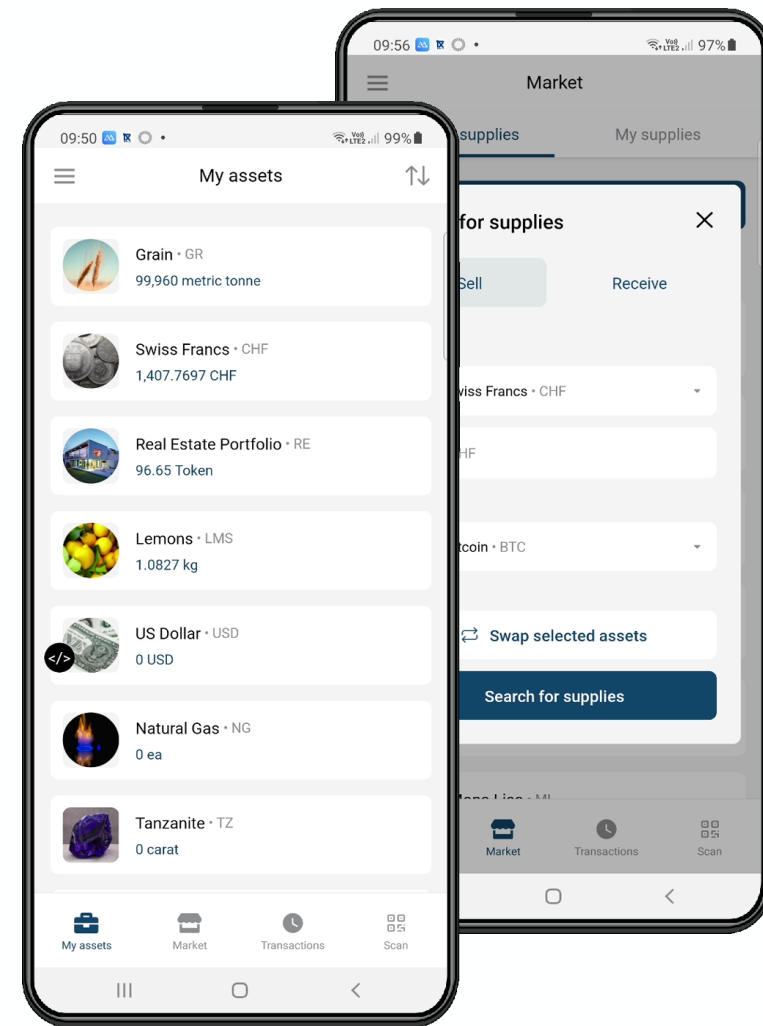 09:50
99%
My assets
Grain • GR
99,960 metric tonne
Swiss Francs • CHF
1,407.7697 CHF
Real Estate Portfolio • RE
96.65 Token
Lemons • LMS
1.0827 kg
US Dollar • USD
0 USD
</>
Natural Gas • NG
0 ea
Tanzanite • TZ
0 carat
My assets
Market
Transactions
Scan
09:56
97%
Market
supplies
My supplies
for supplies
Sell
Receive
Swiss Francs • CHF
• BTC
Swap selected assets
Search for supplies
Market
Transactions
Scan